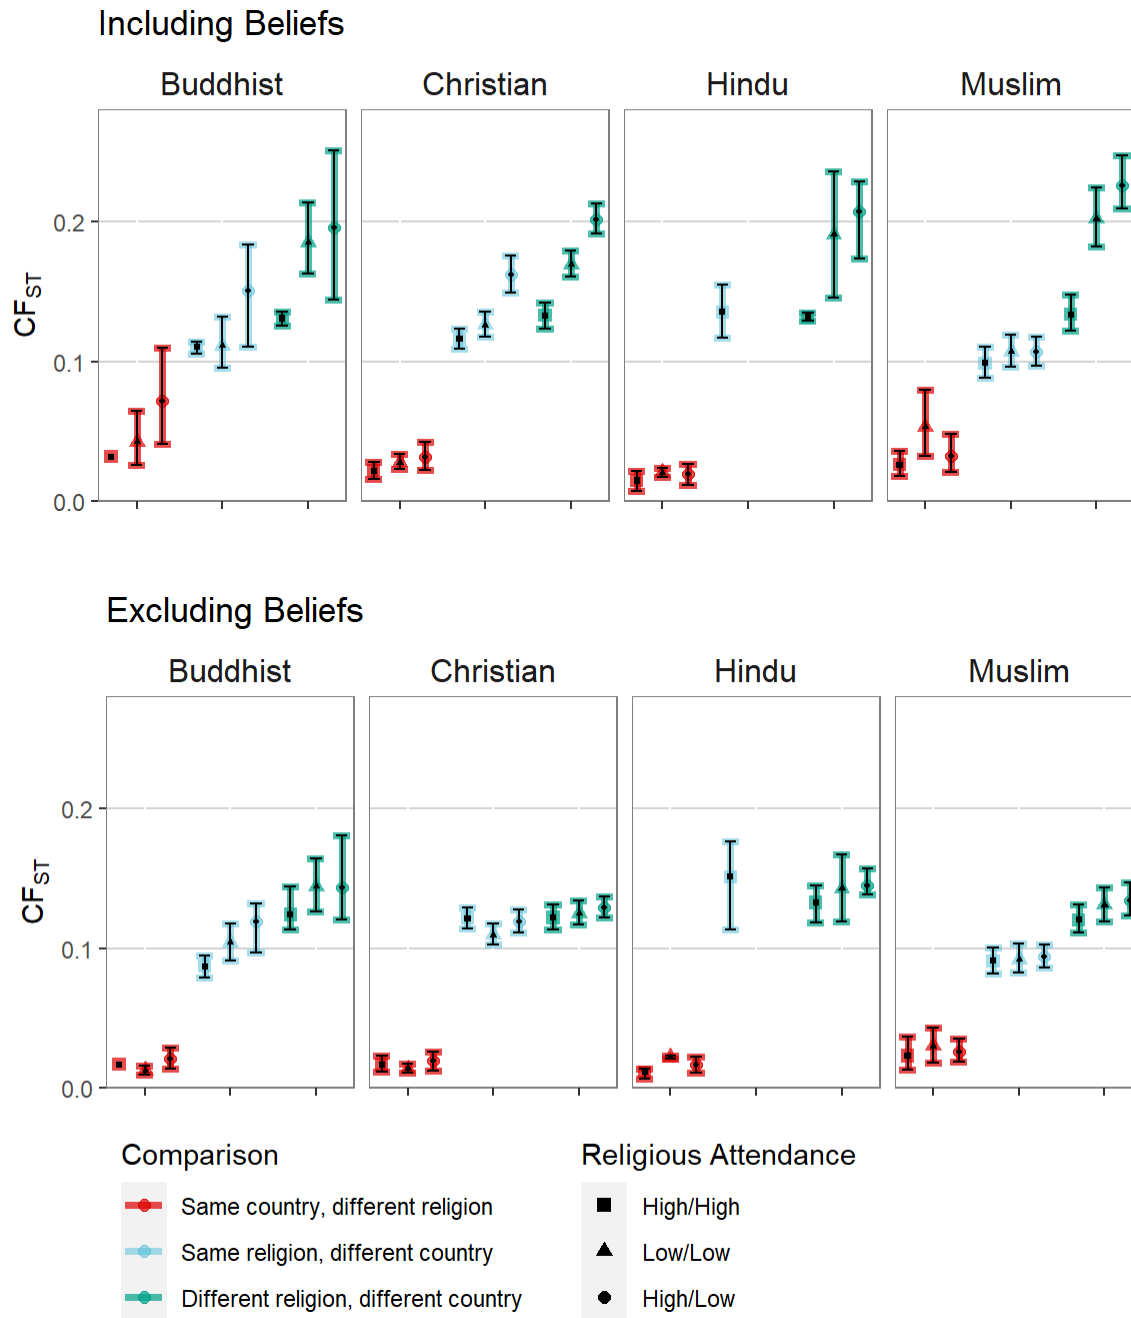 Including Beliefs
Buddhist Christian Hindu Muslim
0.2
CF_ST
0.1
0.0
Excluding Beliefs
Buddhist Christian Hindu Muslim
0.2
CF_ST
0.1
0.0
Comparison
Same country, different religion
Same religion, different country
Different religion, different country
Religious Attendance
High/High
Low/Low
High/Low